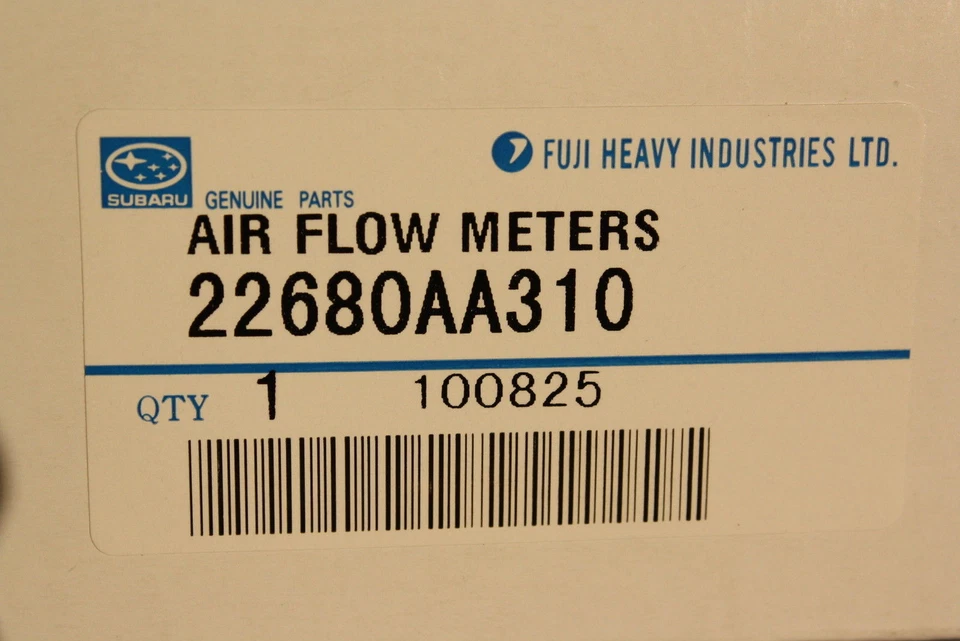 SUBARU
FUJI HEAVY INDUSTRIES LTD.
GENUINE PARTS
AIR FLOW METERS
22680AA310
QTY 1 100825